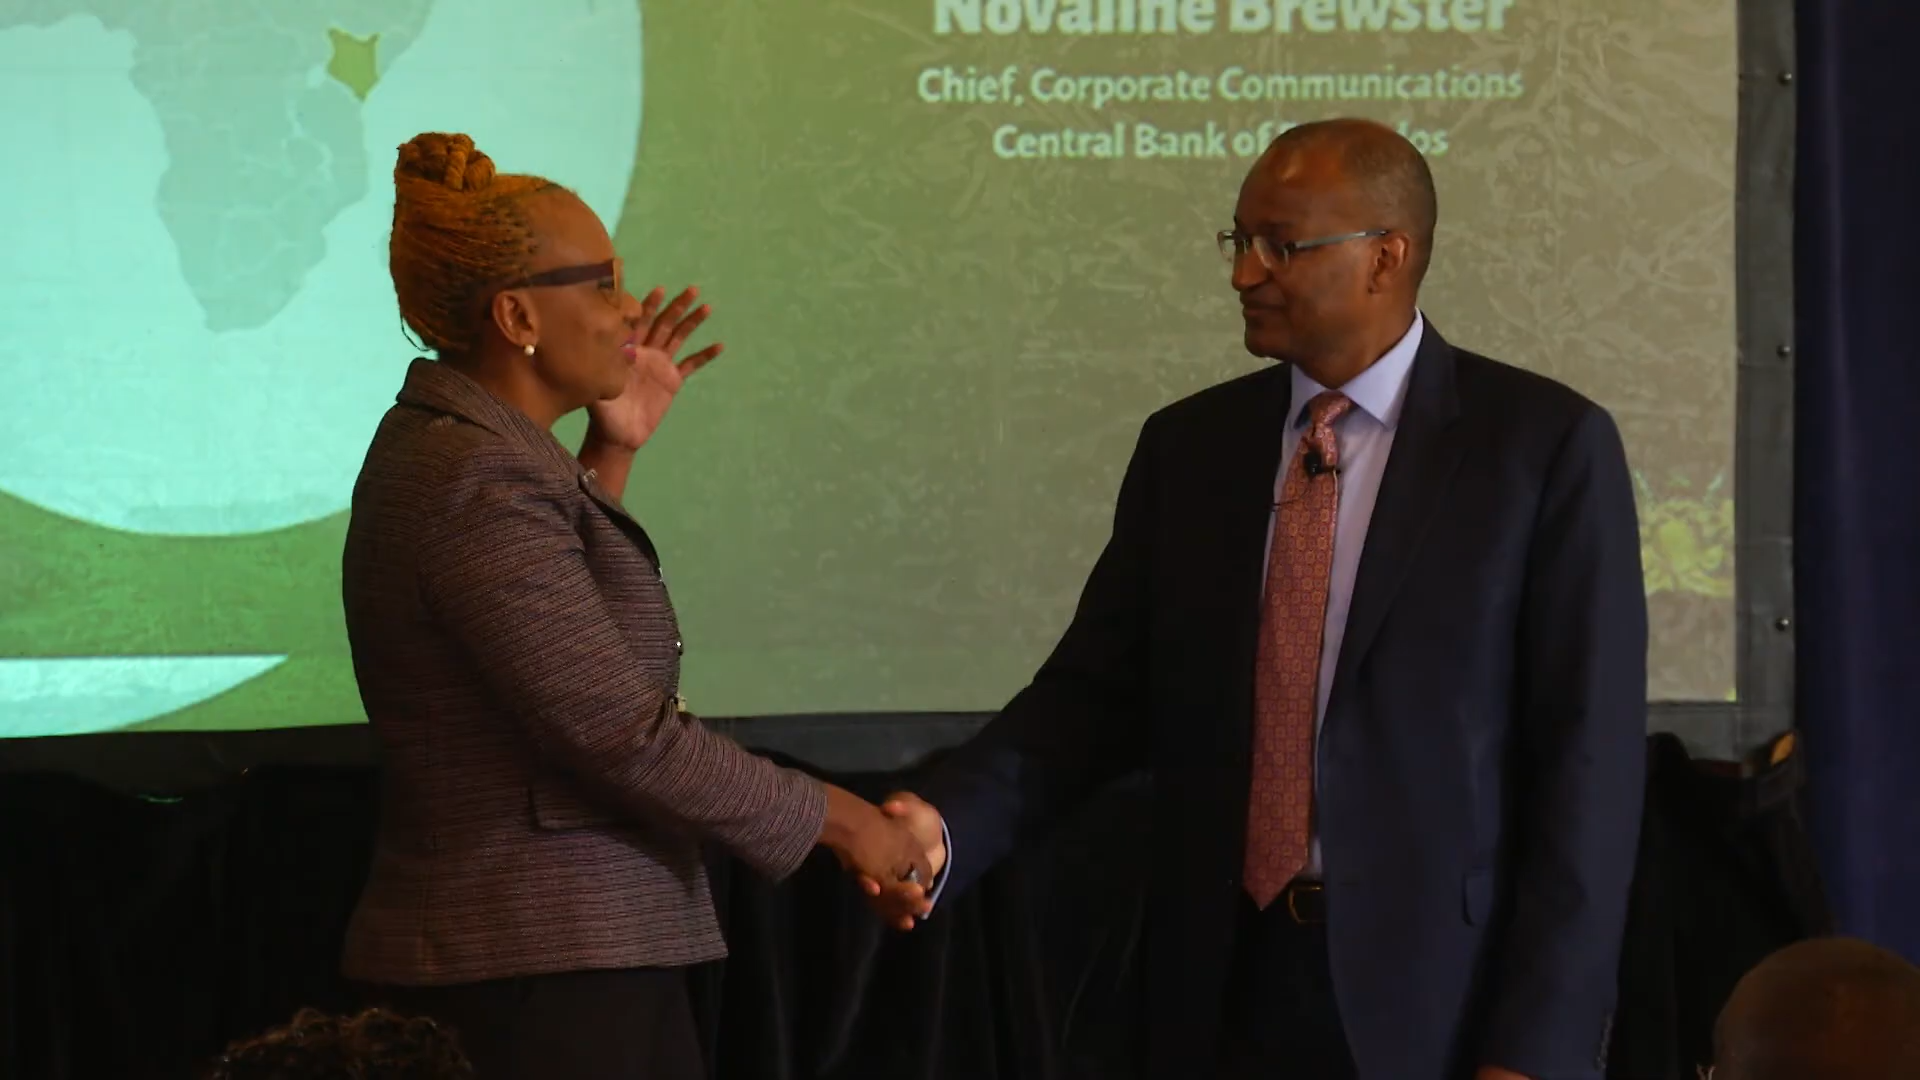 Novaline Brewster
Chief, Corporate Communications
Central Bank of